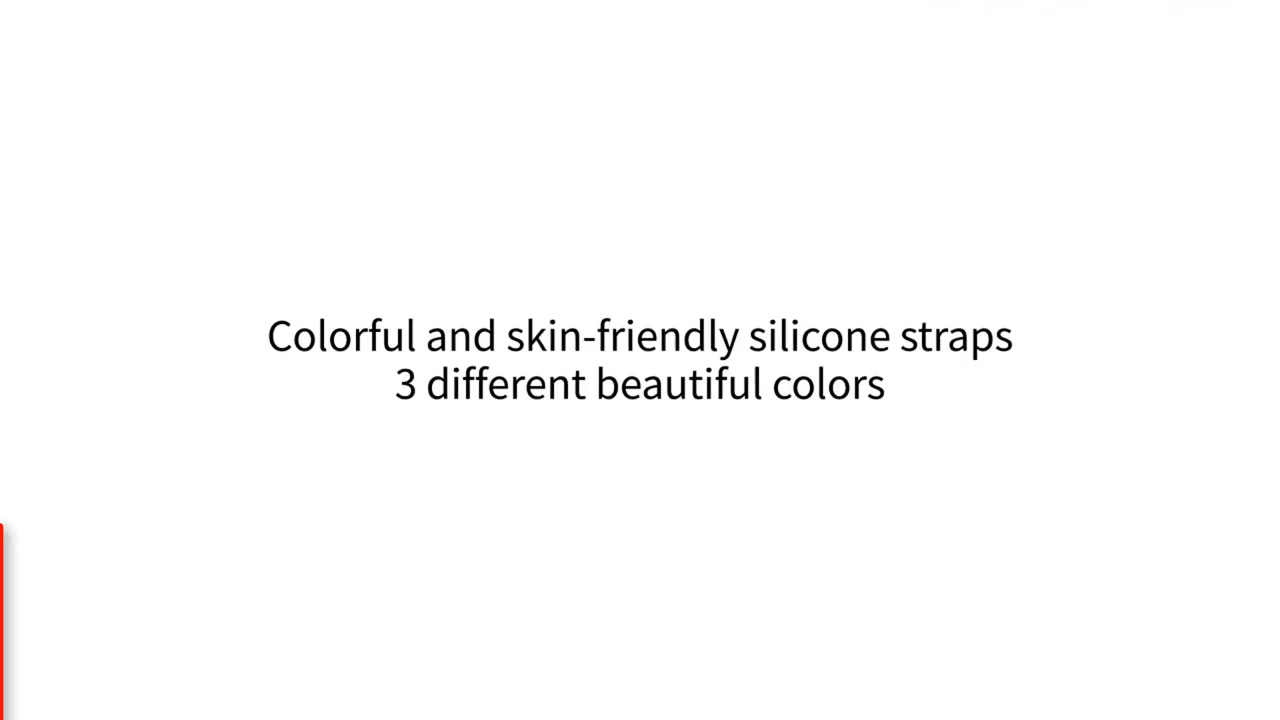 Colorful and skin-friendly silicone straps
3 different beautiful colors